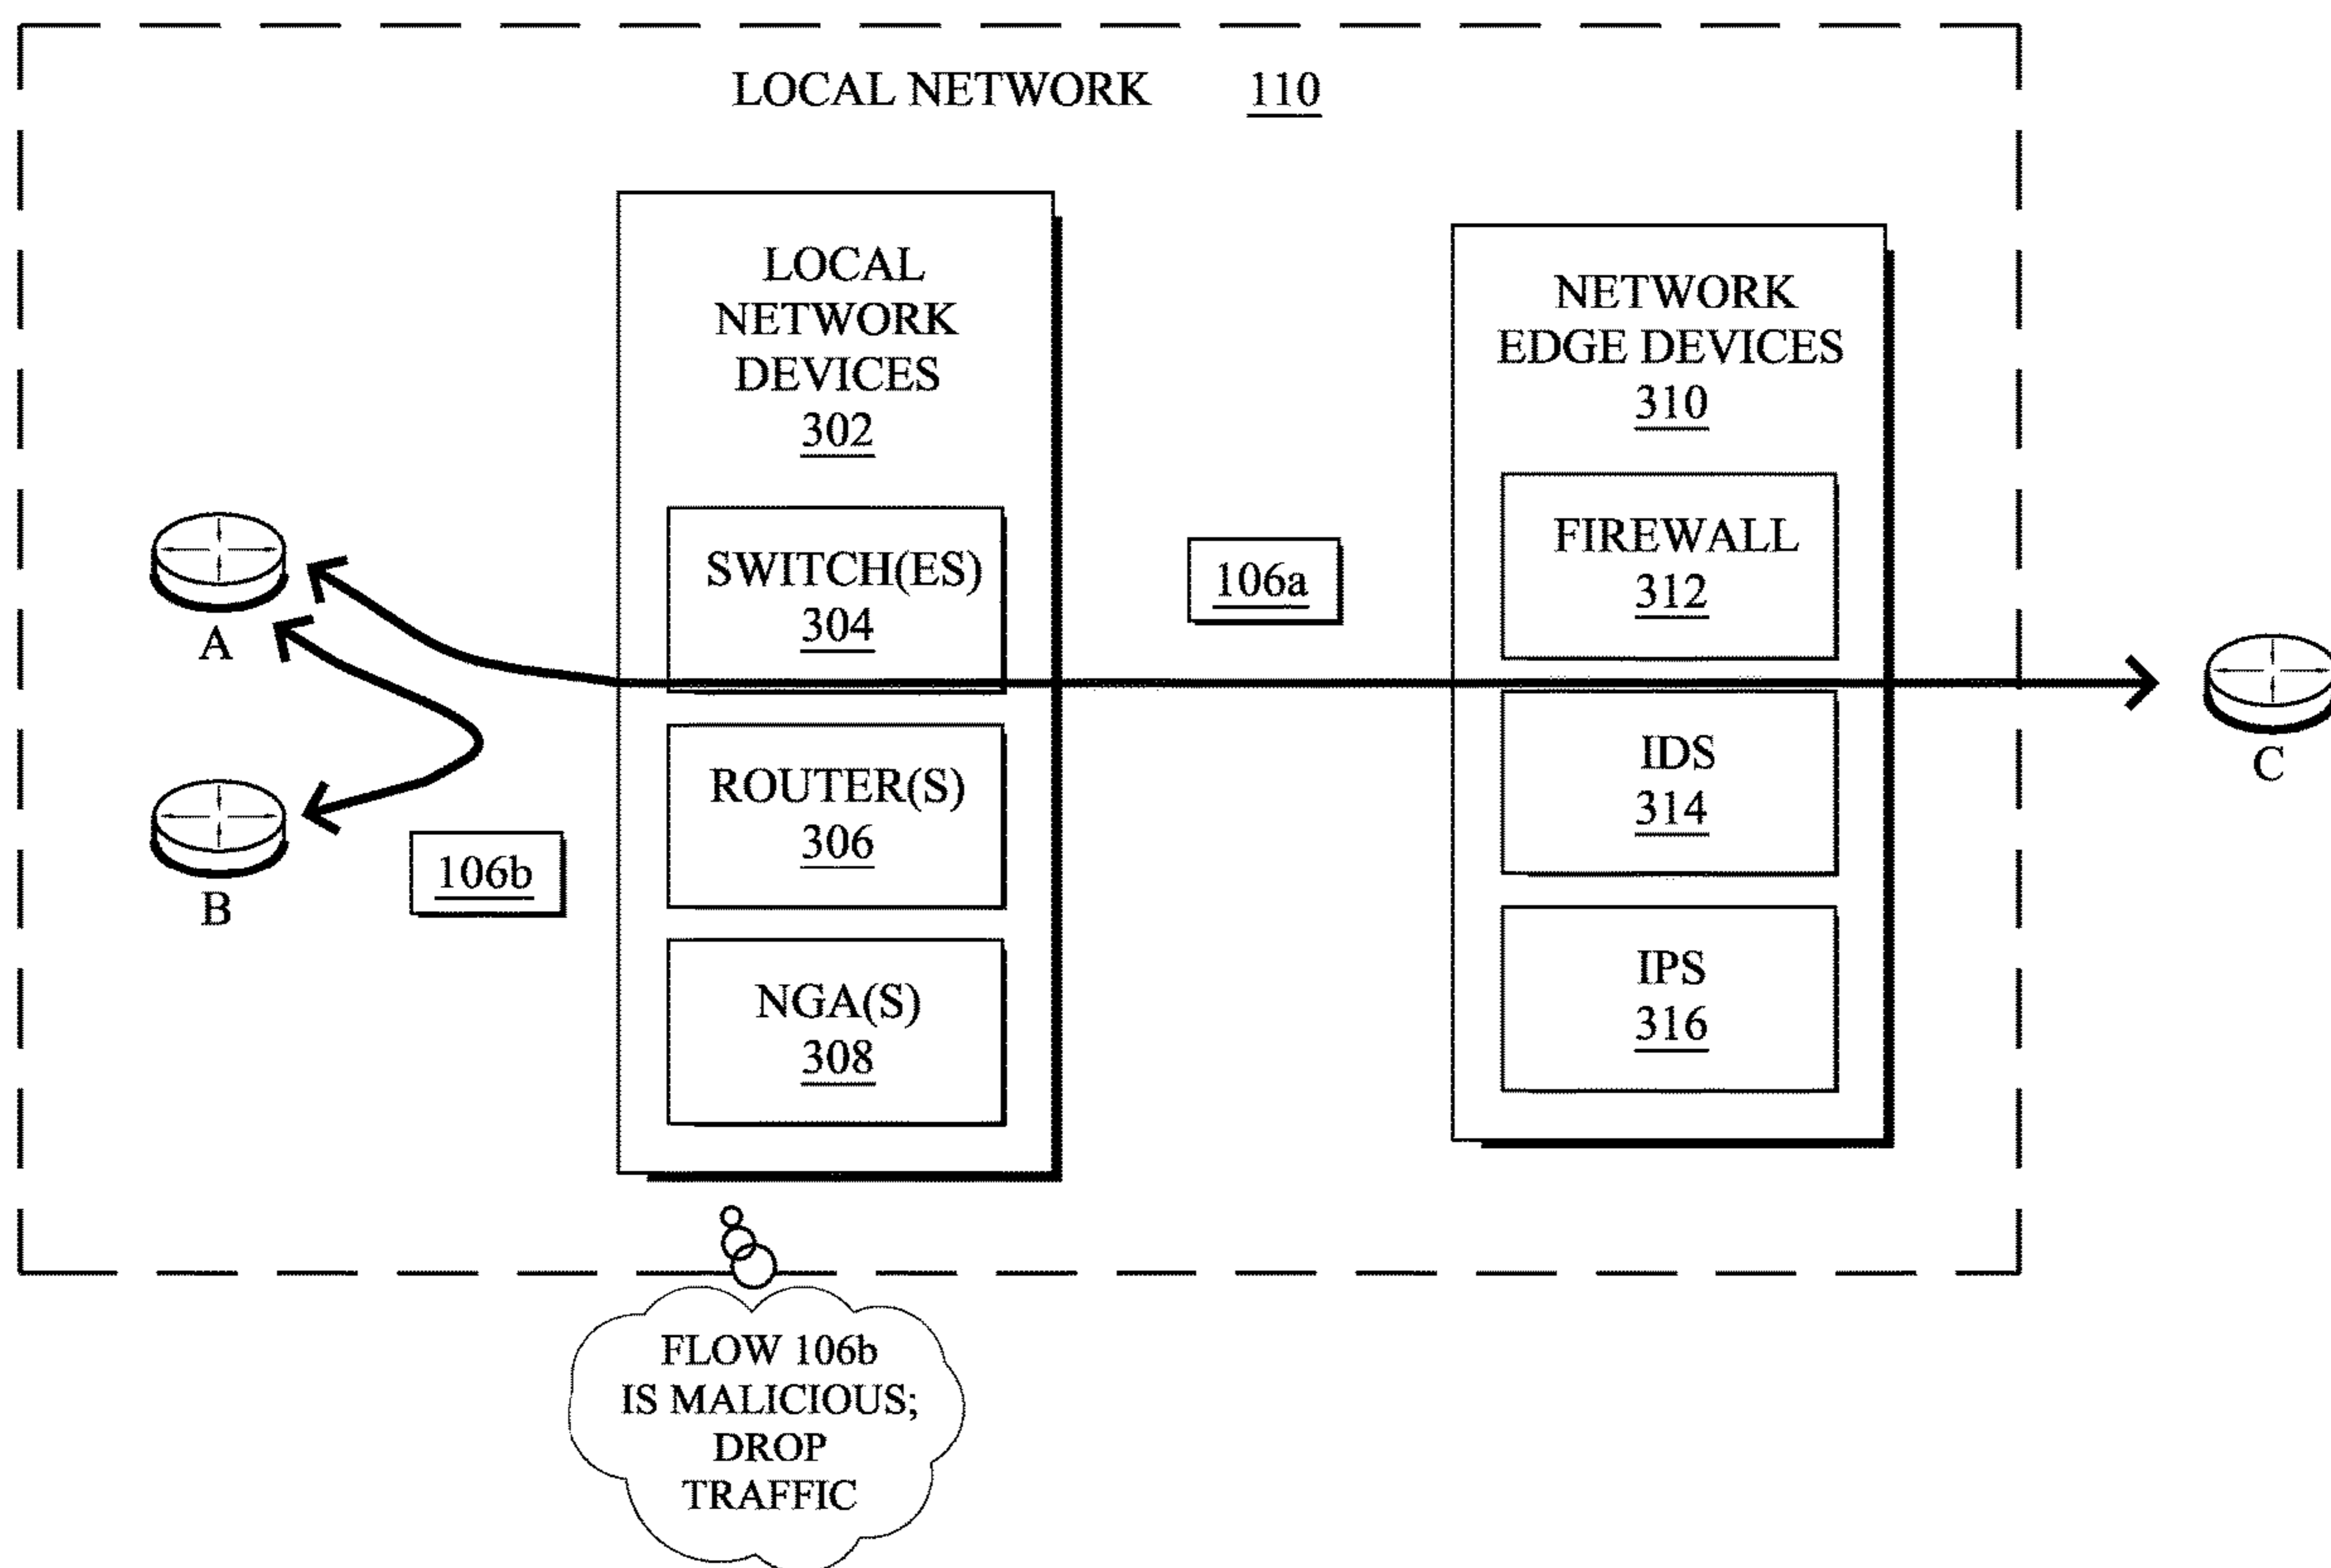 LOCAL NETWORK 110
LOCAL
NETWORK
DEVICES
302
SWITCH(ES)
304
ROUTER(S)
306
NGA(S)
308
NETWORK
EDGE DEVICES
310
FIREWALL
312
IDS
314
IPS
316
106a
106b
A
B
C
FLOW 106b
IS MALICIOUS;
DROP
TRAFFIC